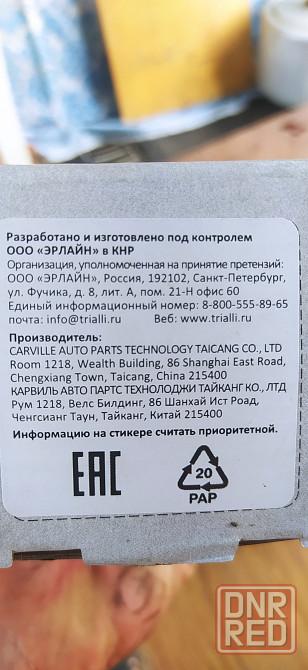 Разработано и изготовлено под контролем
ООО «ЭРЛАЙН» в КНР
Организация, уполномоченная на принятие претензий:
ООО «ЭРЛАЙН», Россия, 192102, Санкт-Петербург,
ул. Фучика, д. 8, лит. А, пом. 21-Н офис 60
Единый информационный номер: 8-800-555-89-65
почта: info@trialli.ru Веб: www.trialli.ru
Производитель:
CARVILLE AUTO PARTS TECHNOLOGY TAICANG CO., LTD
Room 1218, Wealth Building, 86 Shanghai East Road,
Chengxiang Town, Taicang, China 215400
КАРВИЛЬ АВТО ПАРТС ТЕХНОЛОДЖИ ТАЙКАНГ КО., ЛТД
Рум 1218, Велс Билдинг, 86 Шанхай Ист Роад,
Ченгсианг Таун, Тайканг, Китай 215400
Информацию на стикере считать приоритетной.
EAC
20
PAP
DNR
RED